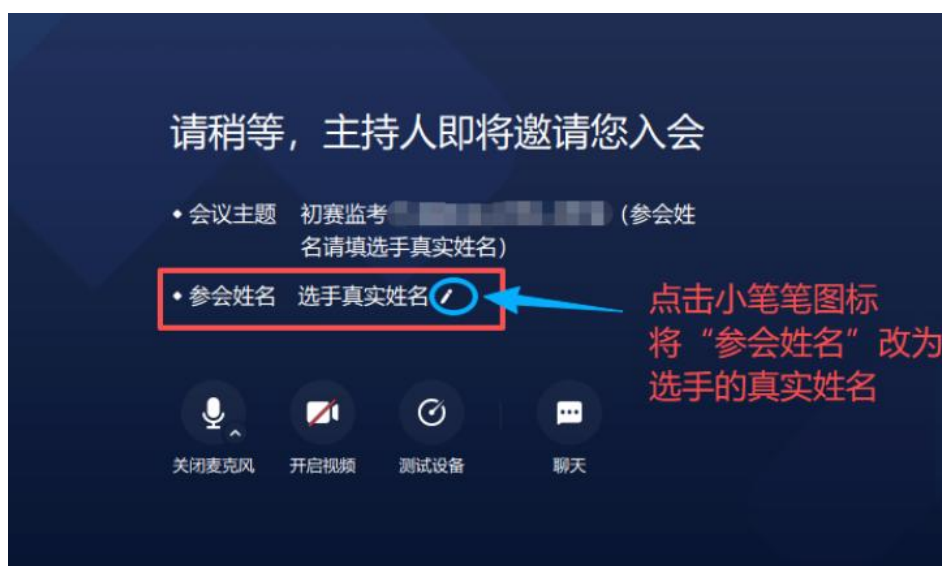 请稍等，主持人即将邀请您入会
• 会议主题 初赛监考 （参会姓
名请填选手真实姓名）
• 参会姓名 选手真实姓名
点击小笔笔图标
将“参会姓名”改为
选手的真实姓名
关闭麦克风 开启视频 测试设备 聊天